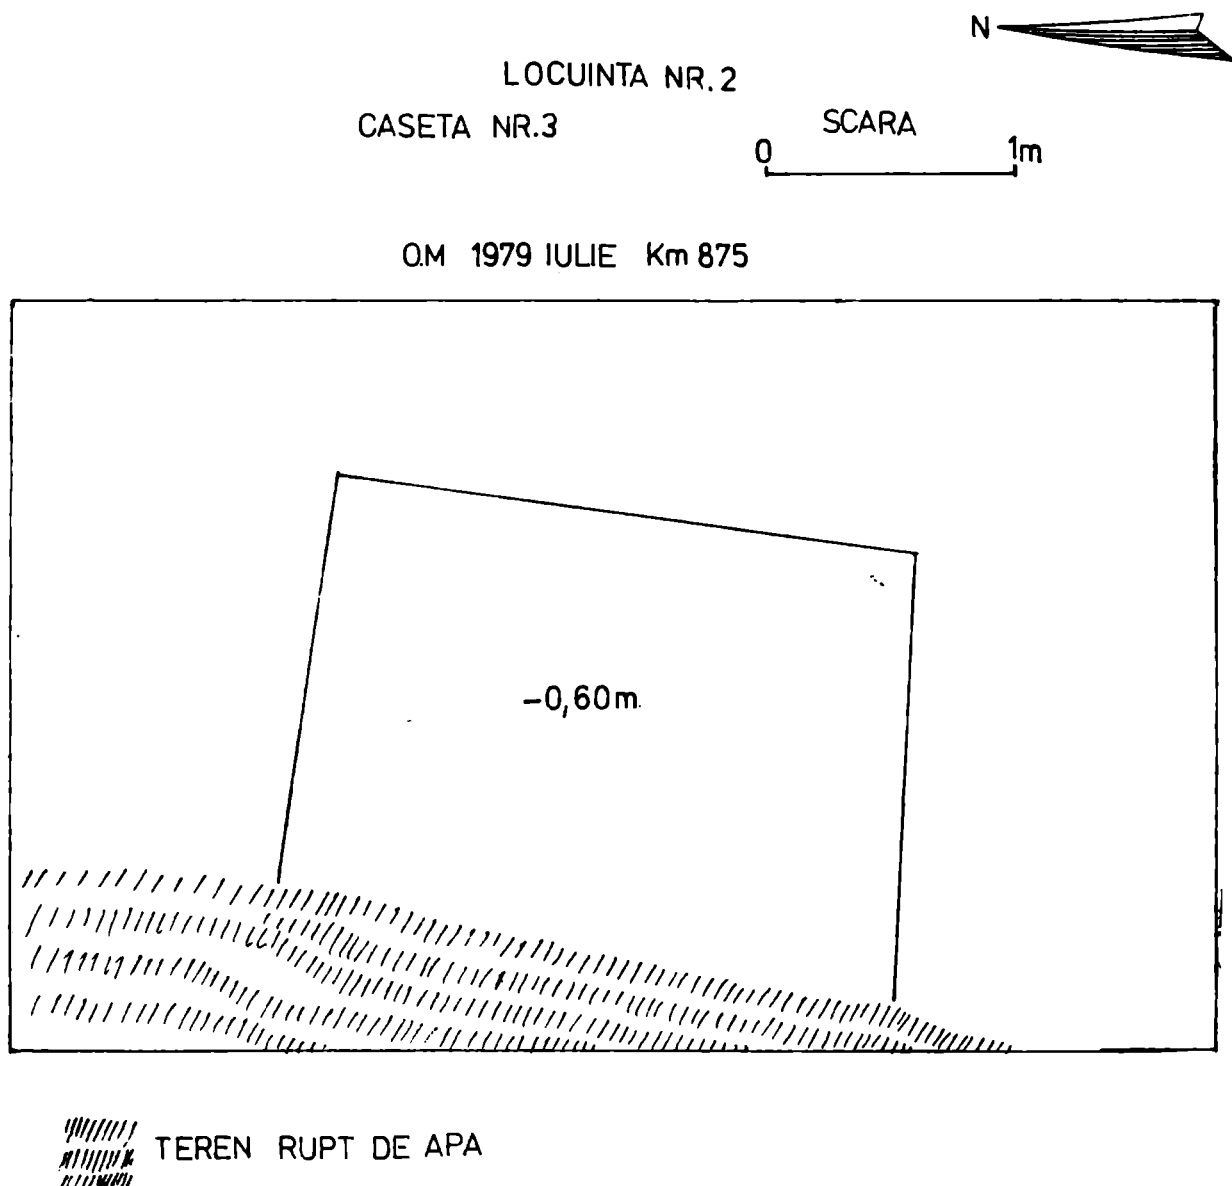 N
LOCUINTA NR. 2
CASETA NR.3
SCARA
0 1m
O.M 1979 IULIE Km 875
-0,60m.
TEREN RUPT DE APA